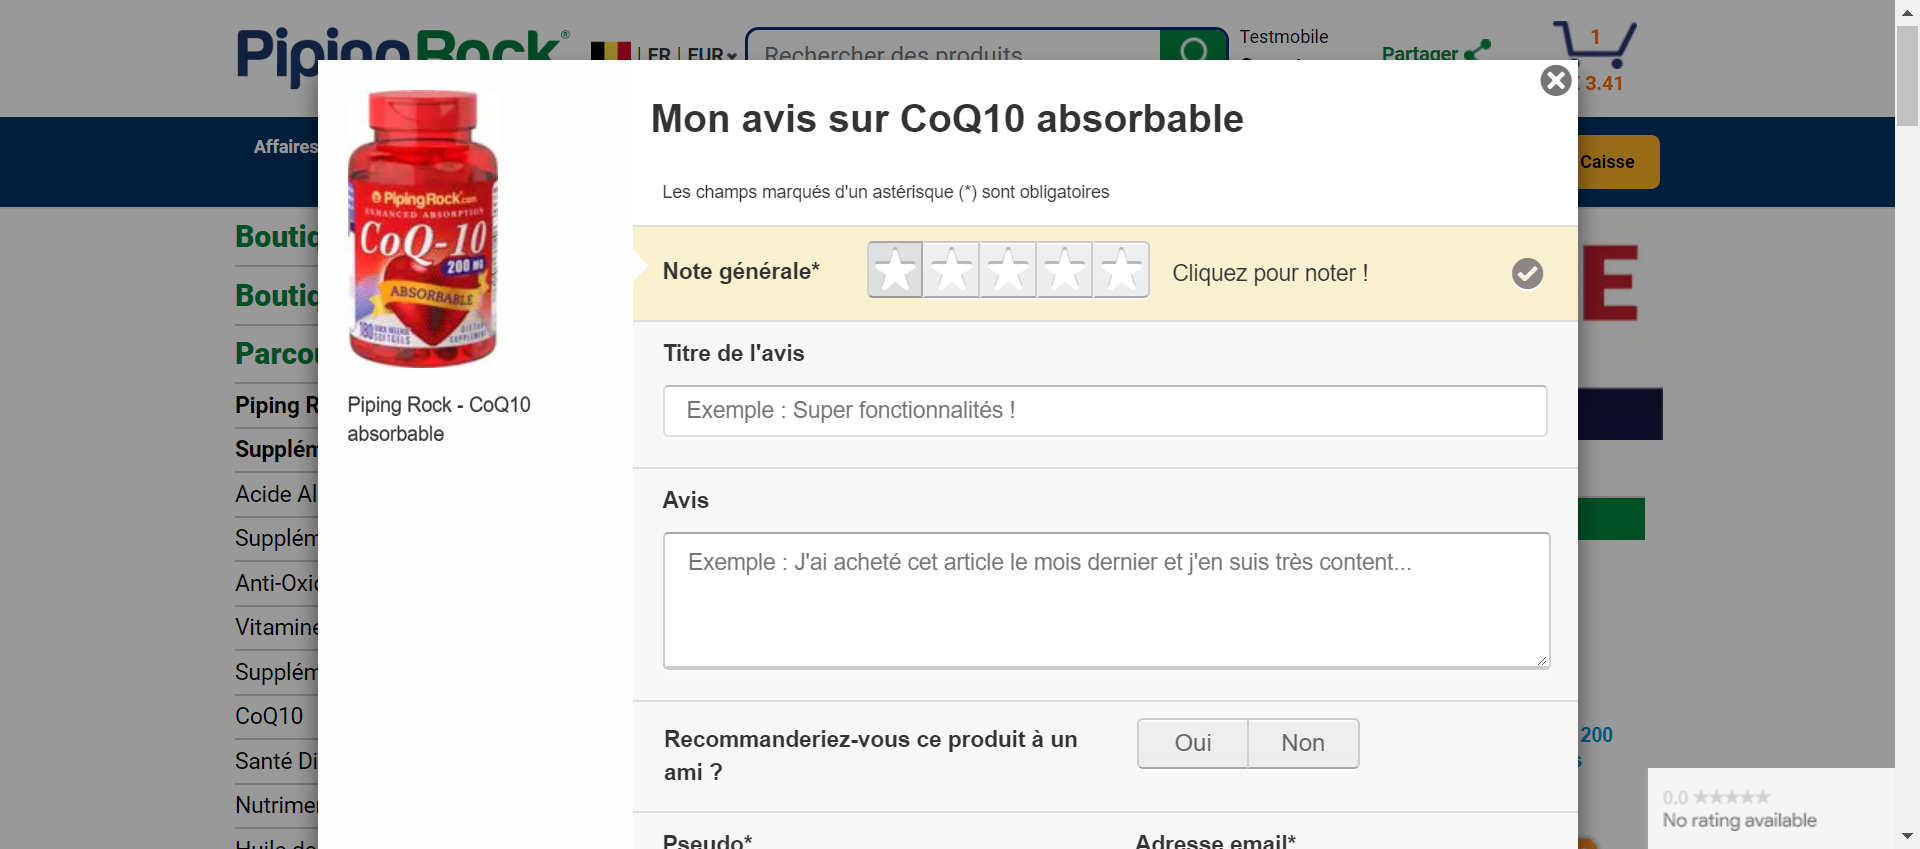 PipingRock®
| FR | EUR
Rechercher des produits
Testmobile
Partager
1
3.41
Affaires
Caisse
Boutiq
Boutiq
Parcou
Piping R
Supplém
Acide Al
Supplém
Anti-Oxi
Vitamine
Supplém
CoQ10
Santé Di
Nutrimen
Huile de
PipingRock.com
ENHANCED ABSORPTION
CoQ-10
200 MG
ABSORBABLE
180 QUICK RELEASE
SOFTGELS
DIETARY
SUPPLEMENT
Piping Rock - CoQ10
absorbable
Mon avis sur CoQ10 absorbable
Les champs marqués d'un astérisque (*) sont obligatoires
Note générale*
Cliquez pour noter !
Titre de l'avis
Exemple : Super fonctionnalités !
Avis
Exemple : J'ai acheté cet article le mois dernier et j'en suis très content...
Recommanderiez-vous ce produit à un
ami ?
Oui
Non
Pseudo*
Adresse email*
E
200
s
0.0
No rating available